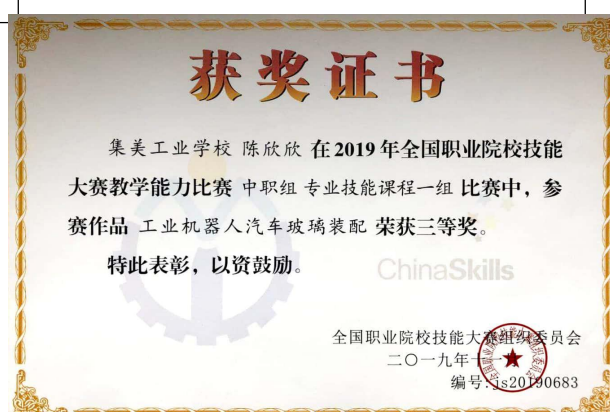 获奖证书
集美工业学校 陈欣欣 在2019年全国职业院校技能
大赛教学能力比赛 中职组 专业技能课程一组 比赛中，参
赛作品 工业机器人汽车玻璃装配 荣获三等奖。
特此表彰，以资鼓励。
ChinaSkills
全国职业院校技能大赛组织委员会
二〇一九年十一月
编号:js20190683